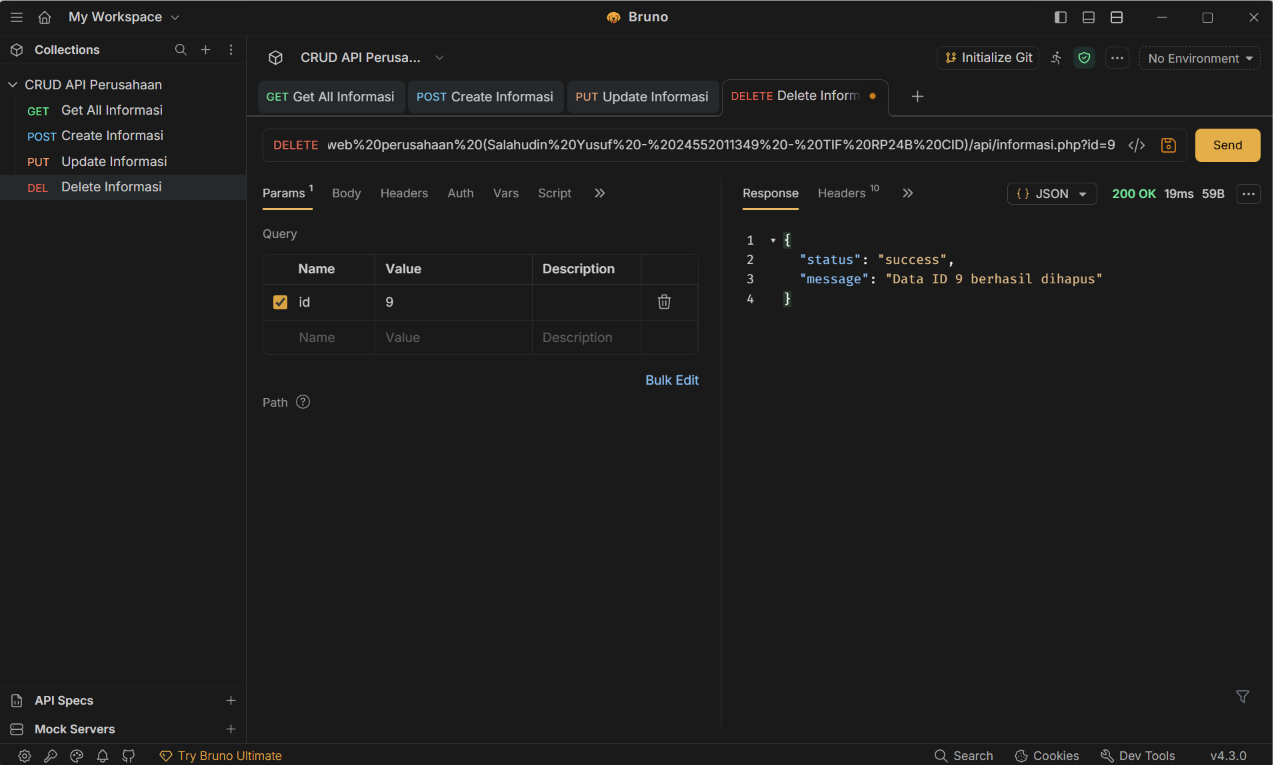 My Workspace
Bruno
Collections
CRUD API Perusa...
Initialize Git
No Environment
CRUD API Perusahaan
GET Get All Informasi
POST Create Informasi
PUT Update Informasi
DEL Delete Informasi
GET Get All Informasi
POST Create Informasi
PUT Update Informasi
DELETE Delete Inform
DELETE web%20perusahaan%20(Salahudin%20Yusuf%20-%2024552011349%20-%20TIF%20RP24B%20CID)/api/informasi.php?id=9
</>
Send
Params 1 Body Headers Auth Vars Script
Response Headers 10
{ } JSON
200 OK 19ms 59B
Query
Name Value Description
id 9
Name Value Description
Bulk Edit
Path ?
1 {
2 "status": "success",
3 "message": "Data ID 9 berhasil dihapus"
4 }
API Specs
Mock Servers
Try Bruno Ultimate
Search
Cookies
Dev Tools
v4.3.0